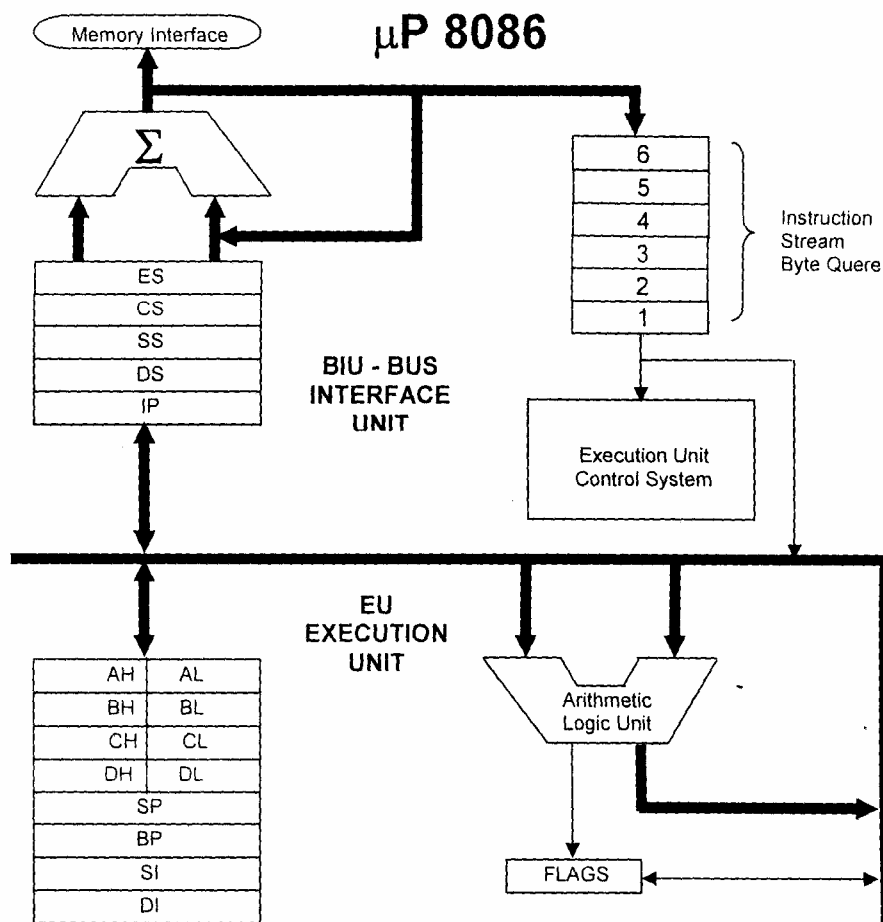 μP 8086
Memory Interface
Σ
6
5
4
3
2
1
Instruction
Stream
Byte Quere
ES
CS
SS
DS
IP
BIU - BUS
INTERFACE
UNIT
Execution Unit
Control System
EU
EXECUTION
UNIT
AH AL
BH BL
CH CL
DH DL
SP
BP
SI
DI
Arithmetic
Logic Unit
FLAGS